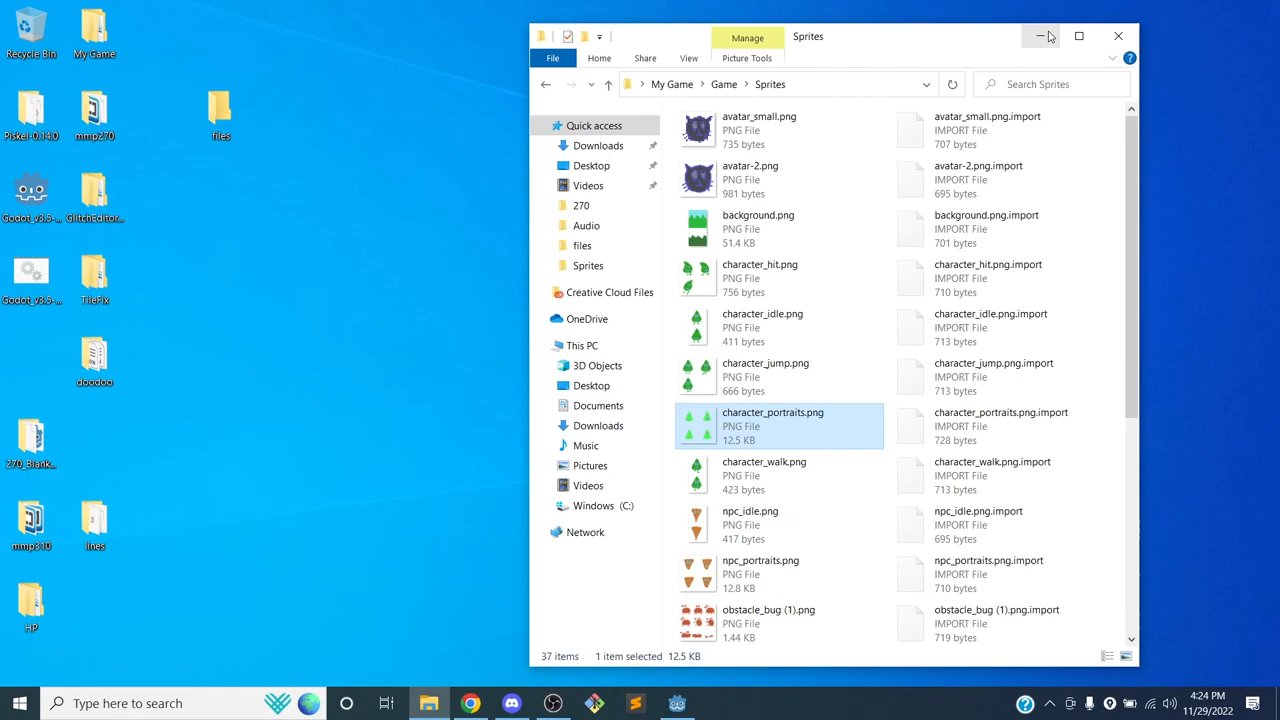 Recycle Bin
My Game
Piskel-0.14.0
mmp270
files
Godot_v3.5-...
GlitchEditor...
Godot_v3.5-...
TileFix
doodoo
270_Blank...
mmp310
lines
HP
Manage
Sprites
File
Home
Share
View
Picture Tools
My Game
Game
Sprites
Search Sprites
Quick access
Downloads
Desktop
Videos
270
Audio
files
Sprites
Creative Cloud Files
OneDrive
This PC
3D Objects
Desktop
Documents
Downloads
Music
Pictures
Videos
Windows (C:)
Network
avatar_small.png
PNG File
735 bytes
avatar_small.png.import
IMPORT File
707 bytes
avatar-2.png
PNG File
981 bytes
avatar-2.png.import
IMPORT File
695 bytes
background.png
PNG File
51.4 KB
background.png.import
IMPORT File
701 bytes
character_hit.png
PNG File
756 bytes
character_hit.png.import
IMPORT File
710 bytes
character_idle.png
PNG File
411 bytes
character_idle.png.import
IMPORT File
713 bytes
character_jump.png
PNG File
666 bytes
character_jump.png.import
IMPORT File
713 bytes
character_portraits.png
PNG File
12.5 KB
character_portraits.png.import
IMPORT File
728 bytes
character_walk.png
PNG File
423 bytes
character_walk.png.import
IMPORT File
713 bytes
npc_idle.png
PNG File
417 bytes
npc_idle.png.import
IMPORT File
695 bytes
npc_portraits.png
PNG File
12.8 KB
npc_portraits.png.import
IMPORT File
710 bytes
obstacle_bug (1).png
PNG File
1.44 KB
obstacle_bug (1).png.import
IMPORT File
719 bytes
37 items
1 item selected 12.5 KB
Type here to search
4:24 PM
11/29/2022